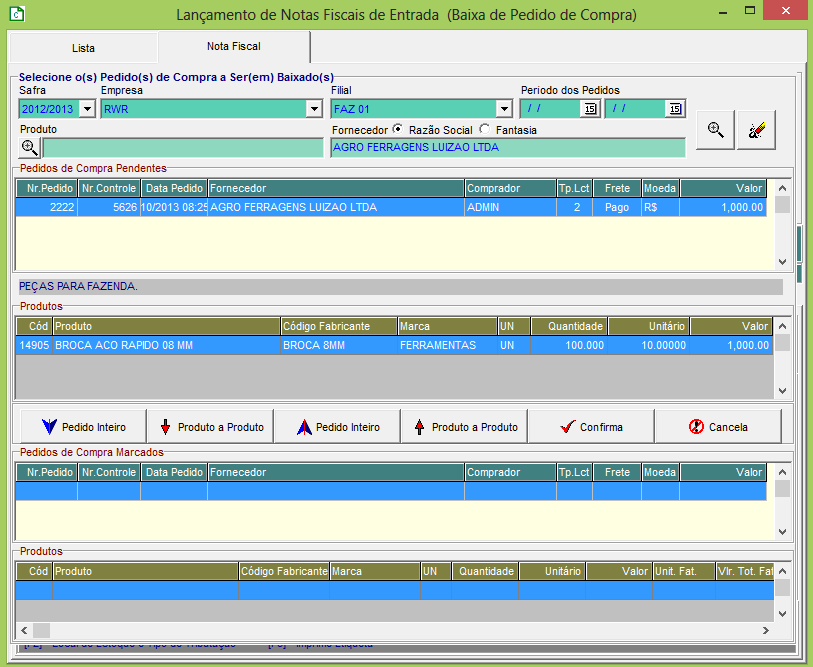 Lançamento de Notas Fiscais de Entrada (Baixa de Pedido de Compra)
Lista
Nota Fiscal
Selecione o(s) Pedido(s) de Compra a Ser(em) Baixado(s)
Safra Empresa Filial Periodo dos Pedidos
2012/2013 RWR FAZ 01 / / 15 / / 15
Produto Fornecedor Razão Social Fantasia
AGRO FERRAGENS LUIZAO LTDA
Pedidos de Compra Pendentes
Nr.Pedido Nr.Controle Data Pedido Fornecedor Comprador Tp.Lct Frete Moeda Valor
2222 5626 10/2013 08:25 AGRO FERRAGENS LUIZAO LTDA ADMIN 2 Pago R$ 1,000.00
PEÇAS PARA FAZENDA.
Produtos
Cód Produto Código Fabricante Marca UN Quantidade Unitário Valor
14905 BROCA ACO RAPIDO 08 MM BROCA 8MM FERRAMENTAS UN 100.000 10.00000 1,000.00
Pedido Inteiro Produto a Produto Pedido Inteiro Produto a Produto Confirma Cancela
Pedidos de Compra Marcados
Nr.Pedido Nr.Controle Data Pedido Fornecedor Comprador Tp.Lct Frete Moeda Valor
Produtos
Cód Produto Código Fabricante Marca UN Quantidade Unitário Valor Unit. Fat. Vlr. Tot. Fat